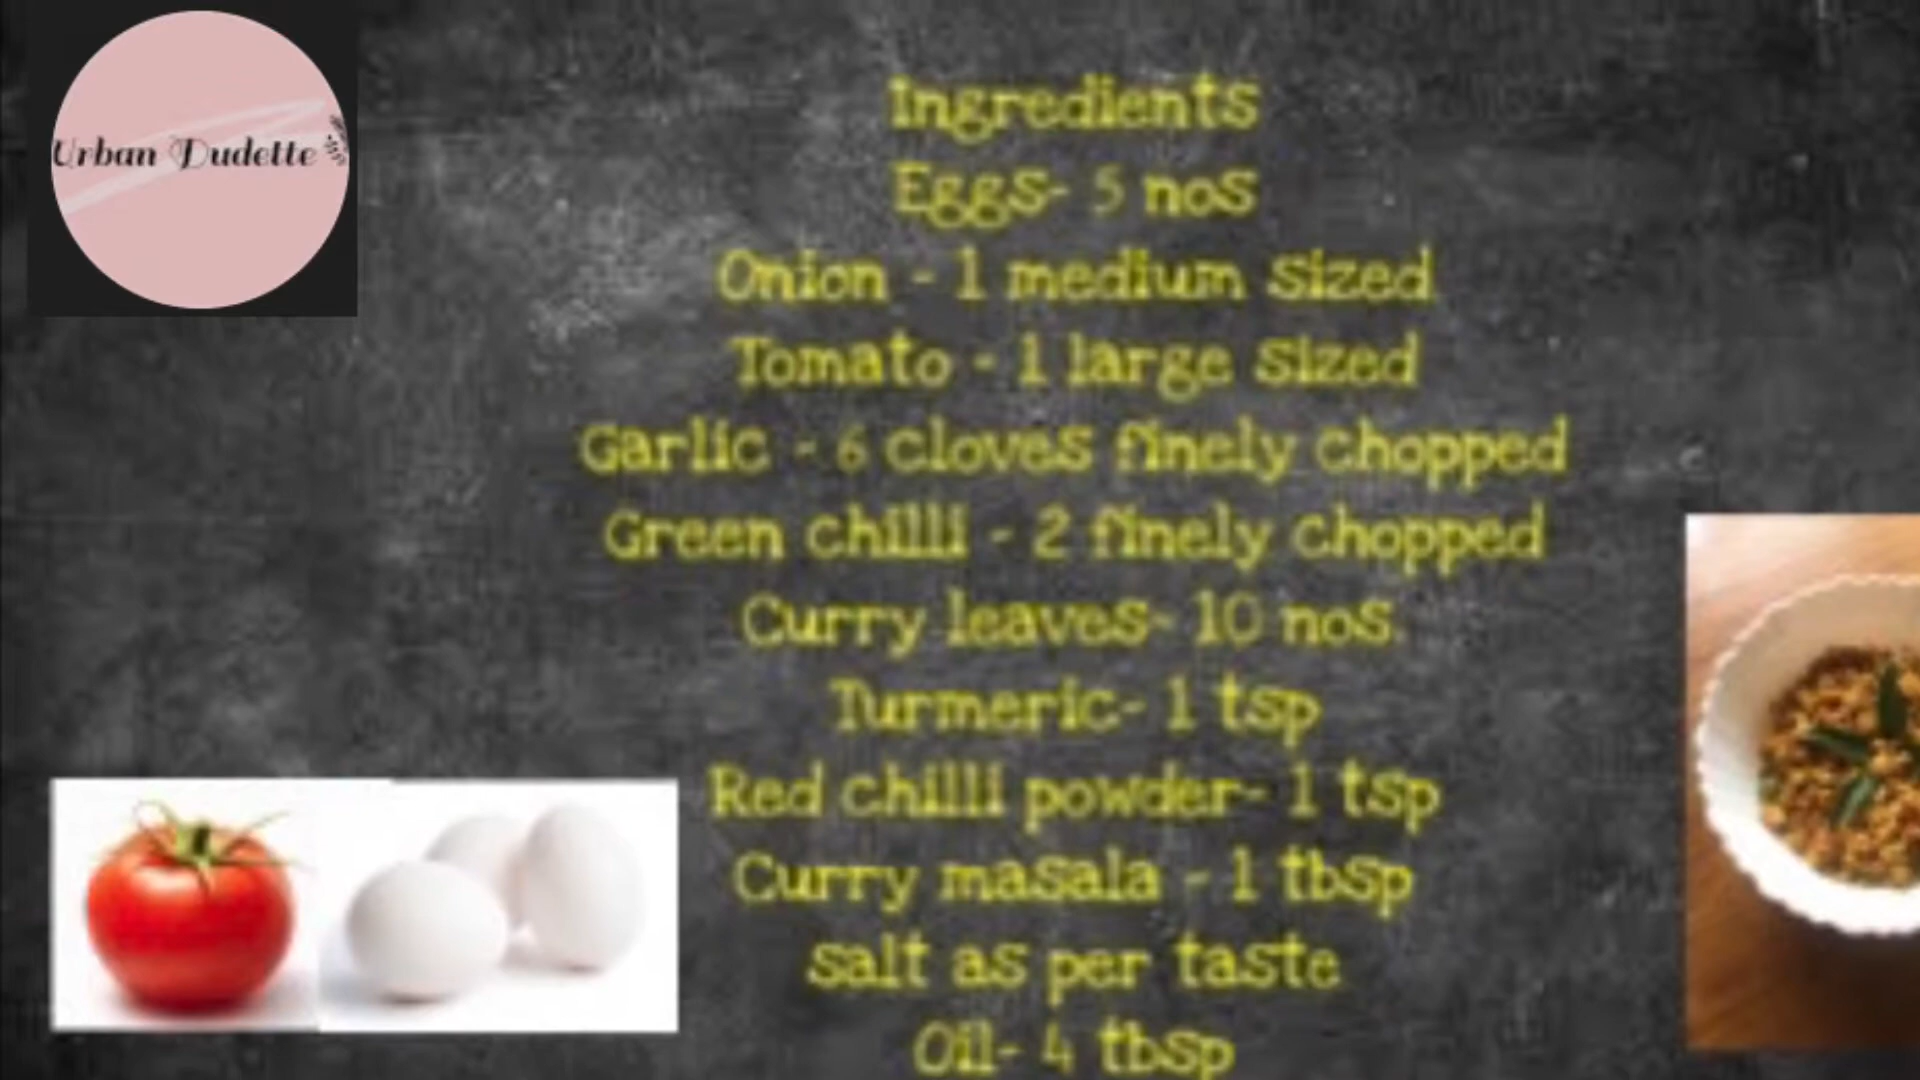 Urban Dudette
Ingredients
Eggs- 5 nos
Onion - 1 medium sized
Tomato - 1 large sized
Garlic - 6 cloves finely chopped
Green chilli - 2 finely chopped
Curry leaves- 10 nos.
Turmeric- 1 tsp
Red chilli powder- 1 tsp
Curry masala - 1 tbsp
salt as per taste
Oil- 4 tbsp